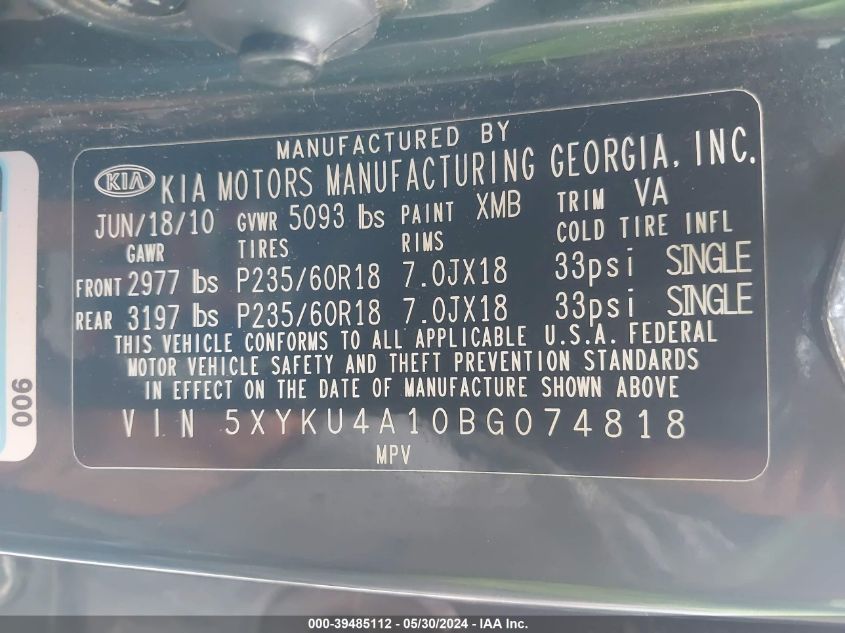 MANUFACTURED BY
KIA KIA MOTORS MANUFACTURING GEORGIA, INC.
JUN/18/10 GVWR 5093 lbs PAINT XMB TRIM VA
GAWR TIRES RIMS COLD TIRE INFL
FRONT 2977 lbs P235/60R18 7.0JX18 33psi SINGLE
REAR 3197 lbs P235/60R18 7.0JX18 33psi SINGLE
THIS VEHICLE CONFORMS TO ALL APPLICABLE U.S.A. FEDERAL
MOTOR VEHICLE SAFETY AND THEFT PREVENTION STANDARDS
IN EFFECT ON THE DATE OF MANUFACTURE SHOWN ABOVE
VIN 5XYKU4A10BG074818
MPV
006
000-39485112 - 05/30/2024 - IAA Inc.